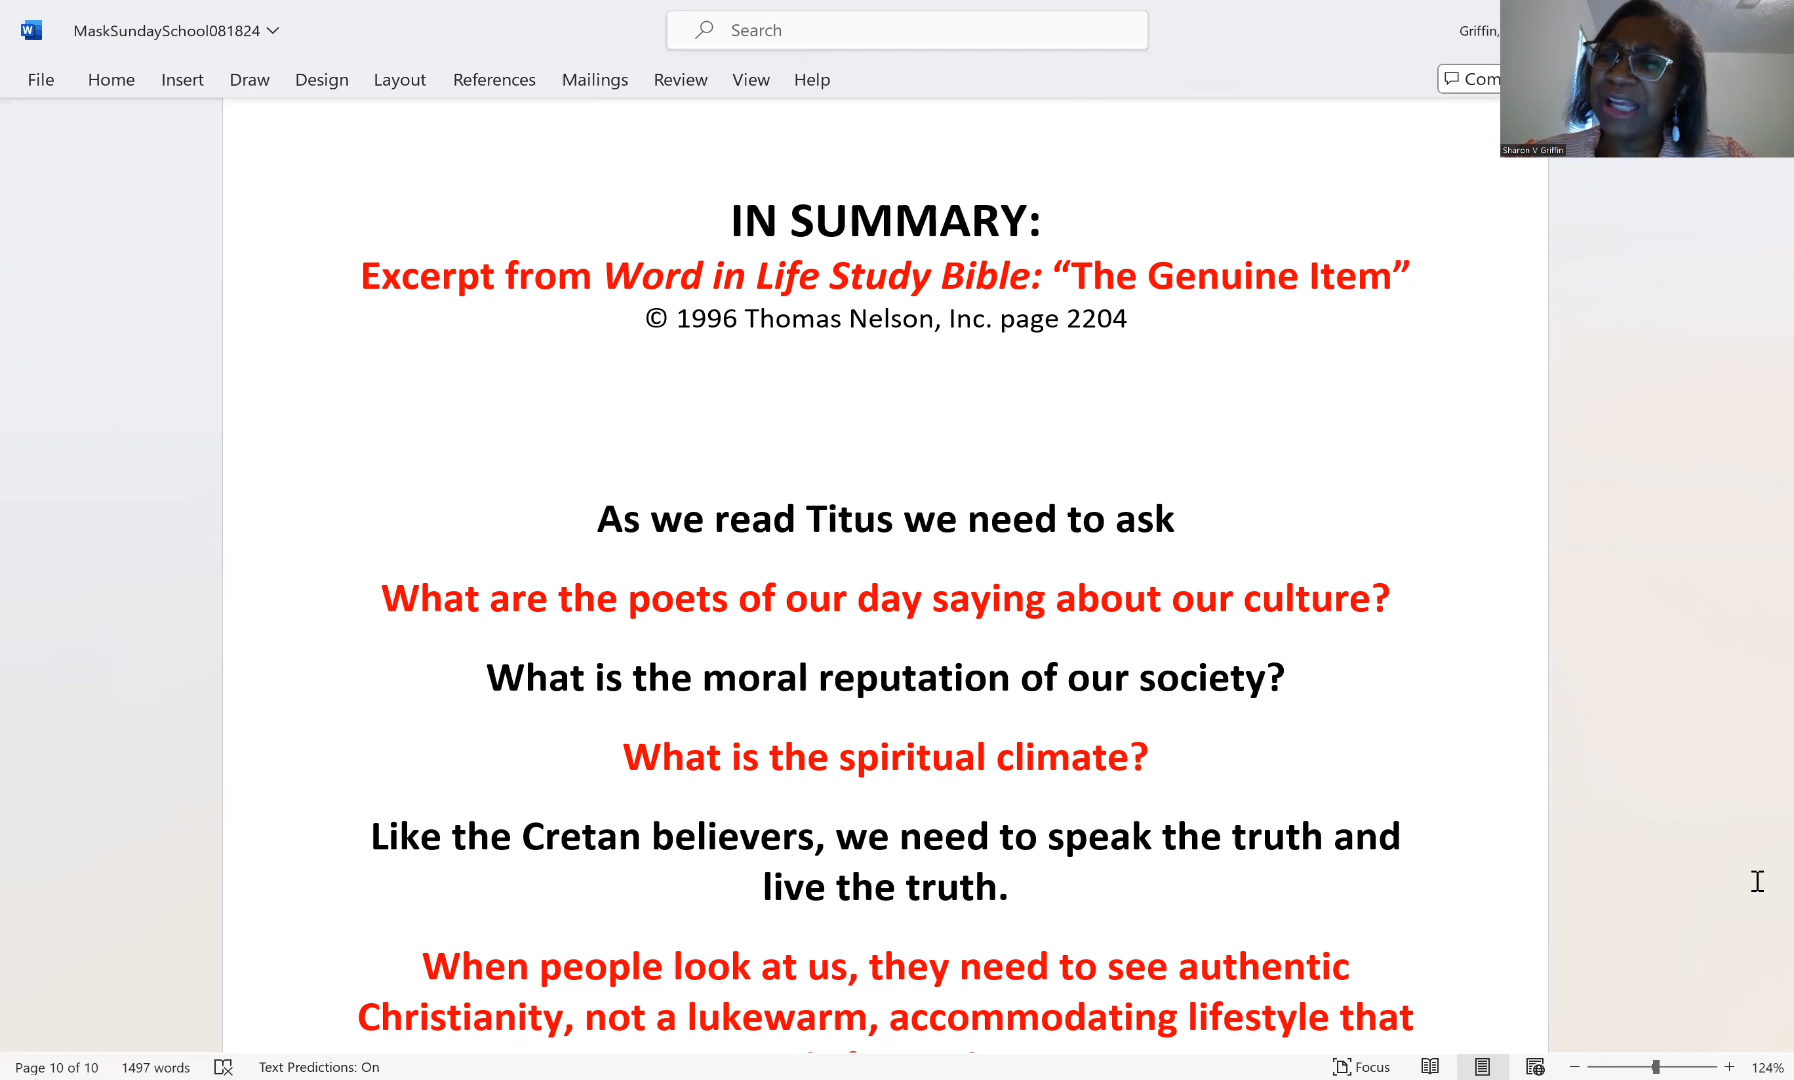 MaskSundaySchool081824
Search
Griffin,
File Home Insert Draw Design Layout References Mailings Review View Help
Com
Sharon V Griffin
IN SUMMARY:
Excerpt from Word in Life Study Bible: “The Genuine Item”
© 1996 Thomas Nelson, Inc. page 2204
As we read Titus we need to ask
What are the poets of our day saying about our culture?
What is the moral reputation of our society?
What is the spiritual climate?
Like the Cretan believers, we need to speak the truth and
live the truth.
When people look at us, they need to see authentic
Christianity, not a lukewarm, accommodating lifestyle that
Page 10 of 10 1497 words Text Predictions: On Focus 124%